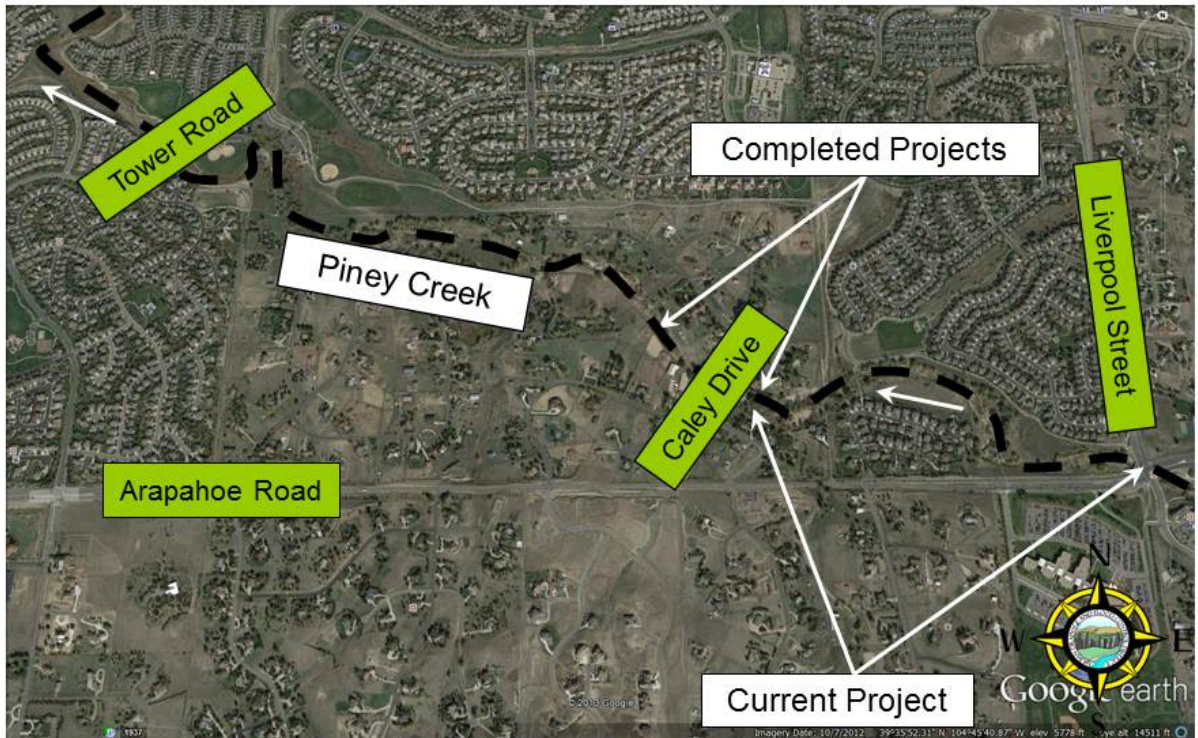 Tower Road
Completed Projects
Liverpool Street
Piney Creek
Caley Drive
Arapahoe Road
N
W
E
S
Current Project
Google earth
© 2013 Google
1937
Imagery Date: 10/7/2012 39°35'52.31" N 104°45'40.87" W elev 5778 ft eye alt 14511 ft